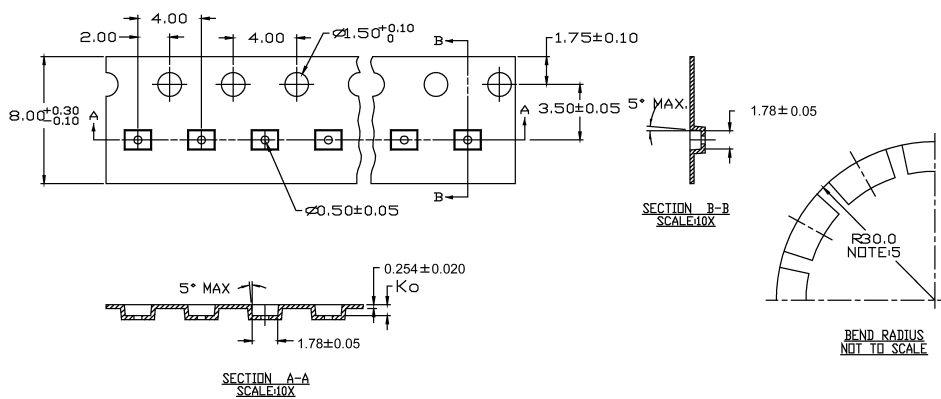 4.00
2.00
4.00
⌀1.50 +0.10 0
B
1.75±0.10
8.00 +0.30 -0.10
A
A
3.50±0.05
5° MAX.
1.78±0.05
B
⌀0.50±0.05
SECTION B-B
SCALE:10X
R30.0
NOTE:5
5° MAX
0.254±0.020
Ko
1.78±0.05
BEND RADIUS
NOT TO SCALE
SECTION A-A
SCALE:10X